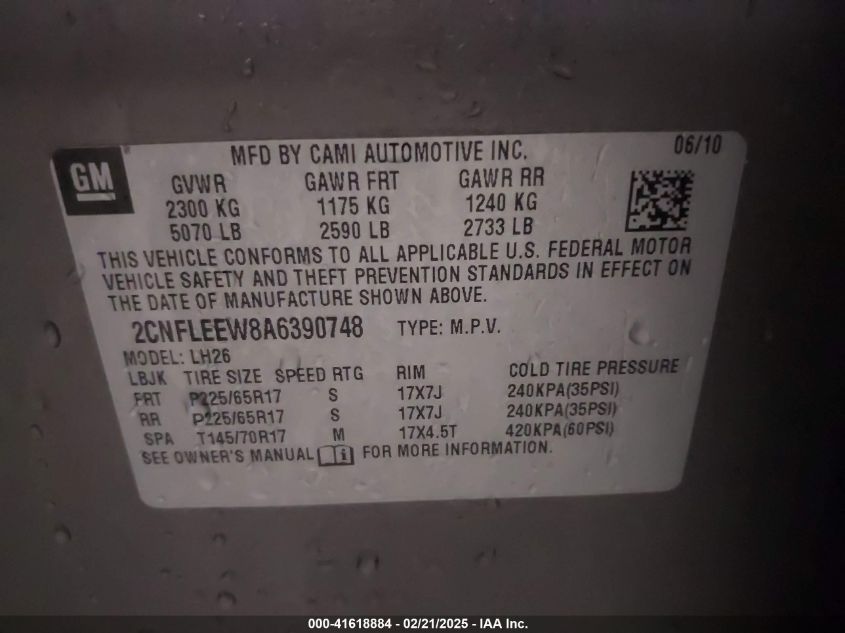 GM
MFD BY CAMI AUTOMOTIVE INC. 06/10
GVWR GAWR FRT GAWR RR
2300 KG 1175 KG 1240 KG
5070 LB 2590 LB 2733 LB
THIS VEHICLE CONFORMS TO ALL APPLICABLE U.S. FEDERAL MOTOR
VEHICLE SAFETY AND THEFT PREVENTION STANDARDS IN EFFECT ON
THE DATE OF MANUFACTURE SHOWN ABOVE.
2CNFLEEW8A6390748 TYPE: M.P.V.
MODEL: LH26
LBJK TIRE SIZE SPEED RTG RIM COLD TIRE PRESSURE
FRT P225/65R17 S 17X7J 240KPA(35PSI)
RR P225/65R17 S 17X7J 240KPA(35PSI)
SPA T145/70R17 M 17X4.5T 420KPA(60PSI)
SEE OWNER'S MANUAL i FOR MORE INFORMATION.
000-41618884 - 02/21/2025 - IAA Inc.